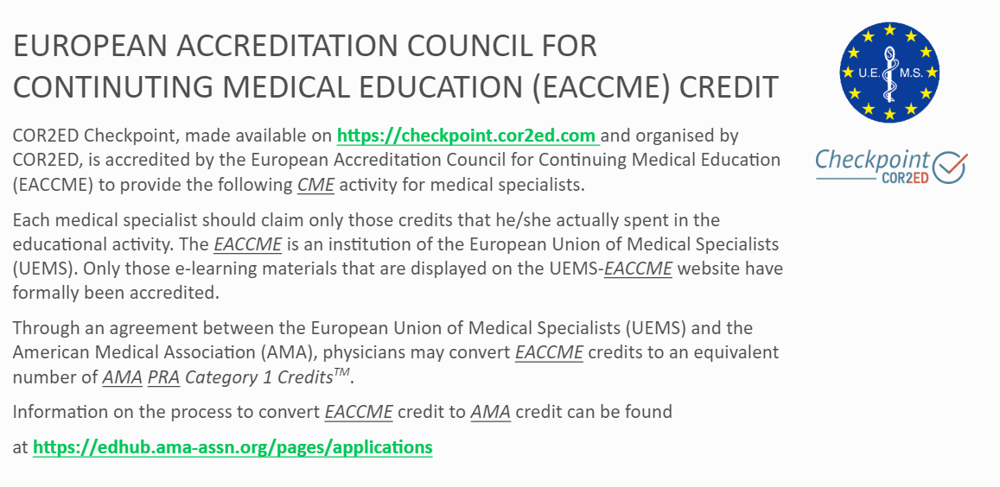 EUROPEAN ACCREDITATION COUNCIL FOR
CONTINUTING MEDICAL EDUCATION (EACCME) CREDIT
U.E. M.S.
COR2ED Checkpoint, made available on https://checkpoint.cor2ed.com and organised by
COR2ED, is accredited by the European Accreditation Council for Continuing Medical Education
(EACCME) to provide the following CME activity for medical specialists.
Checkpoint
COR2ED
Each medical specialist should claim only those credits that he/she actually spent in the
educational activity. The EACCME is an institution of the European Union of Medical Specialists
(UEMS). Only those e-learning materials that are displayed on the UEMS-EACCME website have
formally been accredited.
Through an agreement between the European Union of Medical Specialists (UEMS) and the
American Medical Association (AMA), physicians may convert EACCME credits to an equivalent
number of AMA PRA Category 1 Credits™.
Information on the process to convert EACCME credit to AMA credit can be found
at https://edhub.ama-assn.org/pages/applications